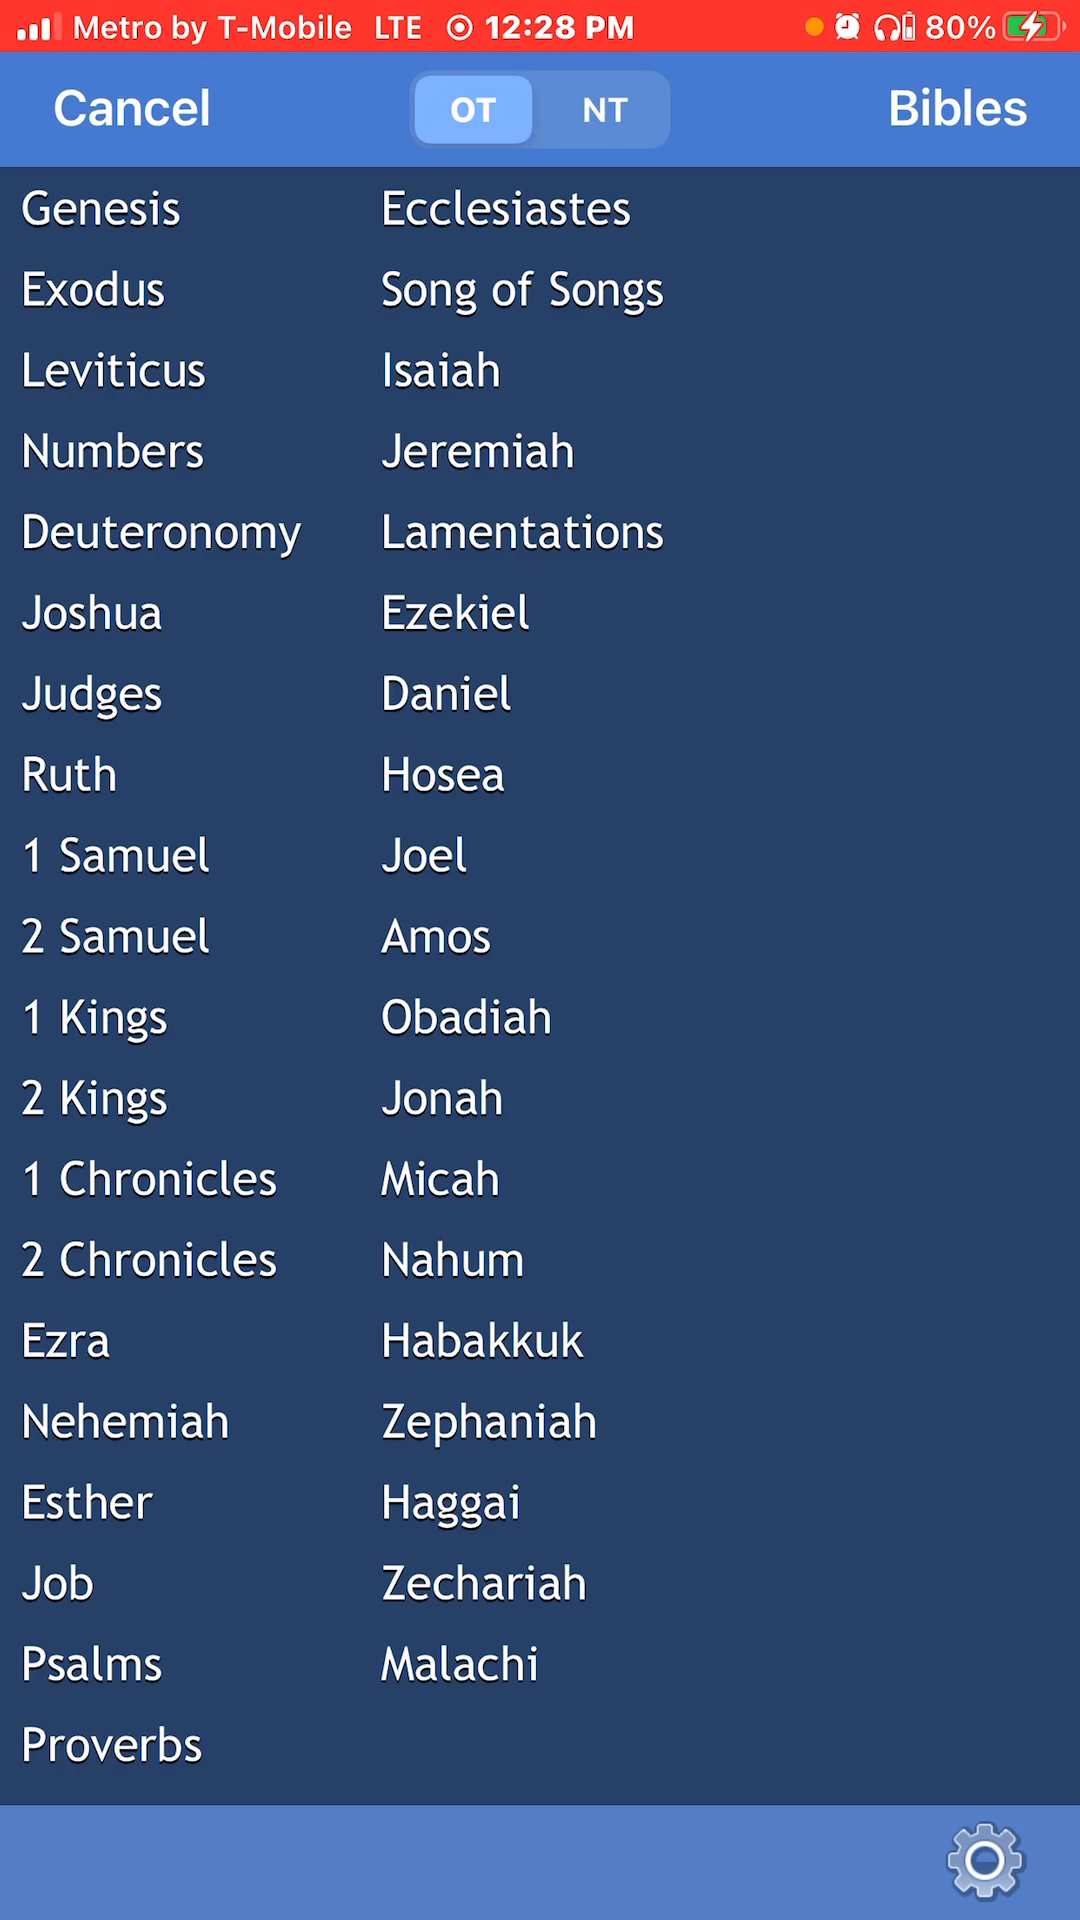 Metro by T-Mobile LTE 12:28 PM 80%
Cancel OT NT Bibles
Genesis
Exodus
Leviticus
Numbers
Deuteronomy
Joshua
Judges
Ruth
1 Samuel
2 Samuel
1 Kings
2 Kings
1 Chronicles
2 Chronicles
Ezra
Nehemiah
Esther
Job
Psalms
Proverbs
Ecclesiastes
Song of Songs
Isaiah
Jeremiah
Lamentations
Ezekiel
Daniel
Hosea
Joel
Amos
Obadiah
Jonah
Micah
Nahum
Habakkuk
Zephaniah
Haggai
Zechariah
Malachi